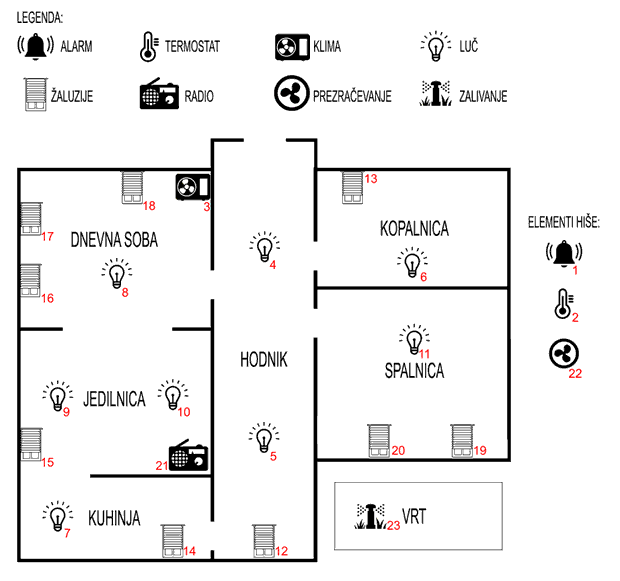 LEGENDA:
ALARM
TERMOSTAT
KLIMA
LUČ
ŽALUZIJE
RADIO
PREZRAČEVANJE
ZALIVANJE
18
3
13
17
DNEVNA SOBA
KOPALNICA
ELEMENTI HIŠE:
4
6
1
16
8
2
11
HODNIK
SPALNICA
22
9
JEDILNICA
10
5
15
21
20
19
7
KUHINJA
14
12
23
VRT